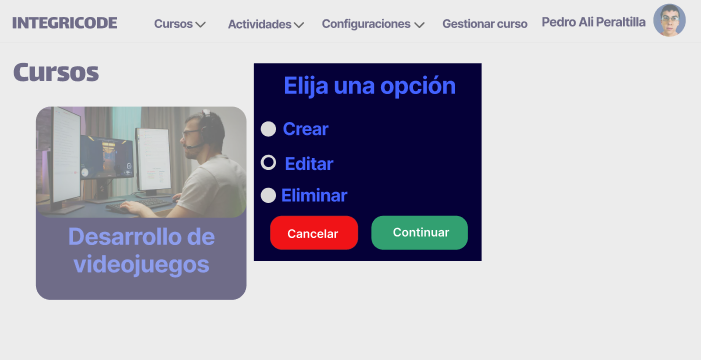 INTEGRICODE
Cursos
Actividades
Configuraciones
Gestionar curso
Pedro Ali Peraltilla
Cursos
Desarrollo de
videojuegos
Elija una opción
Crear
Editar
Eliminar
Cancelar
Continuar